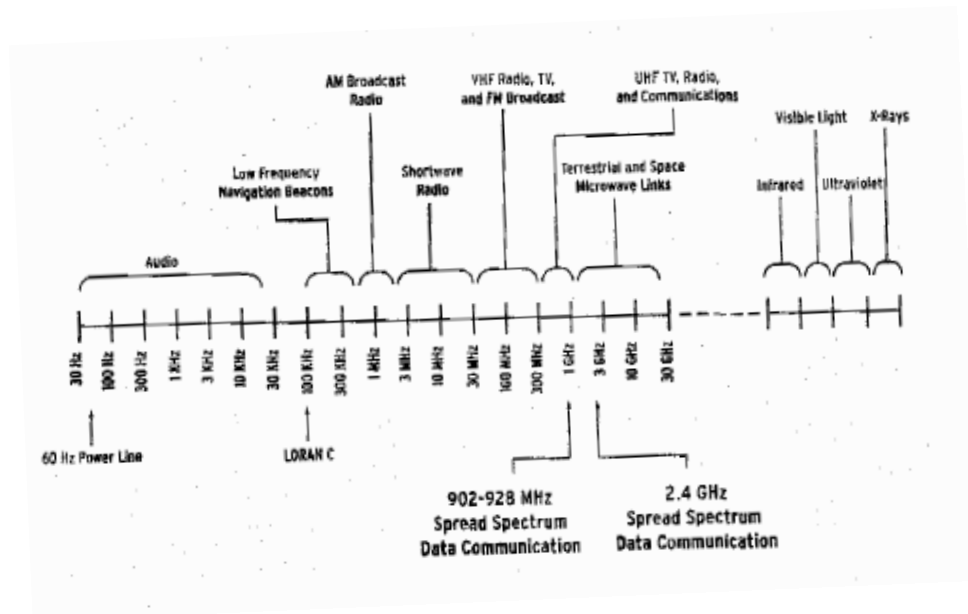 AM Broadcast
Radio
VHF Radio, TV,
and FM Broadcast
UHF TV, Radio,
and Communications
Visible Light
X-Rays
Low Frequency
Navigation Beacons
Shortwave
Radio
Terrestrial and Space
Microwave Links
Infrared
Ultraviolet
Audio
30 Hz
100 Hz
300 Hz
1 KHz
3 KHz
10 KHz
30 KHz
100 KHz
300 KHz
1 MHz
3 MHz
10 MHz
30 MHz
100 MHz
300 MHz
1 GHz
3 GHz
10 GHz
30 GHz
60 Hz Power Line
LORAN C
902-928 MHz
Spread Spectrum
Data Communication
2.4 GHz
Spread Spectrum
Data Communication